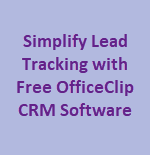 Simplify Lead
Tracking with
Free OfficeClip
CRM Software